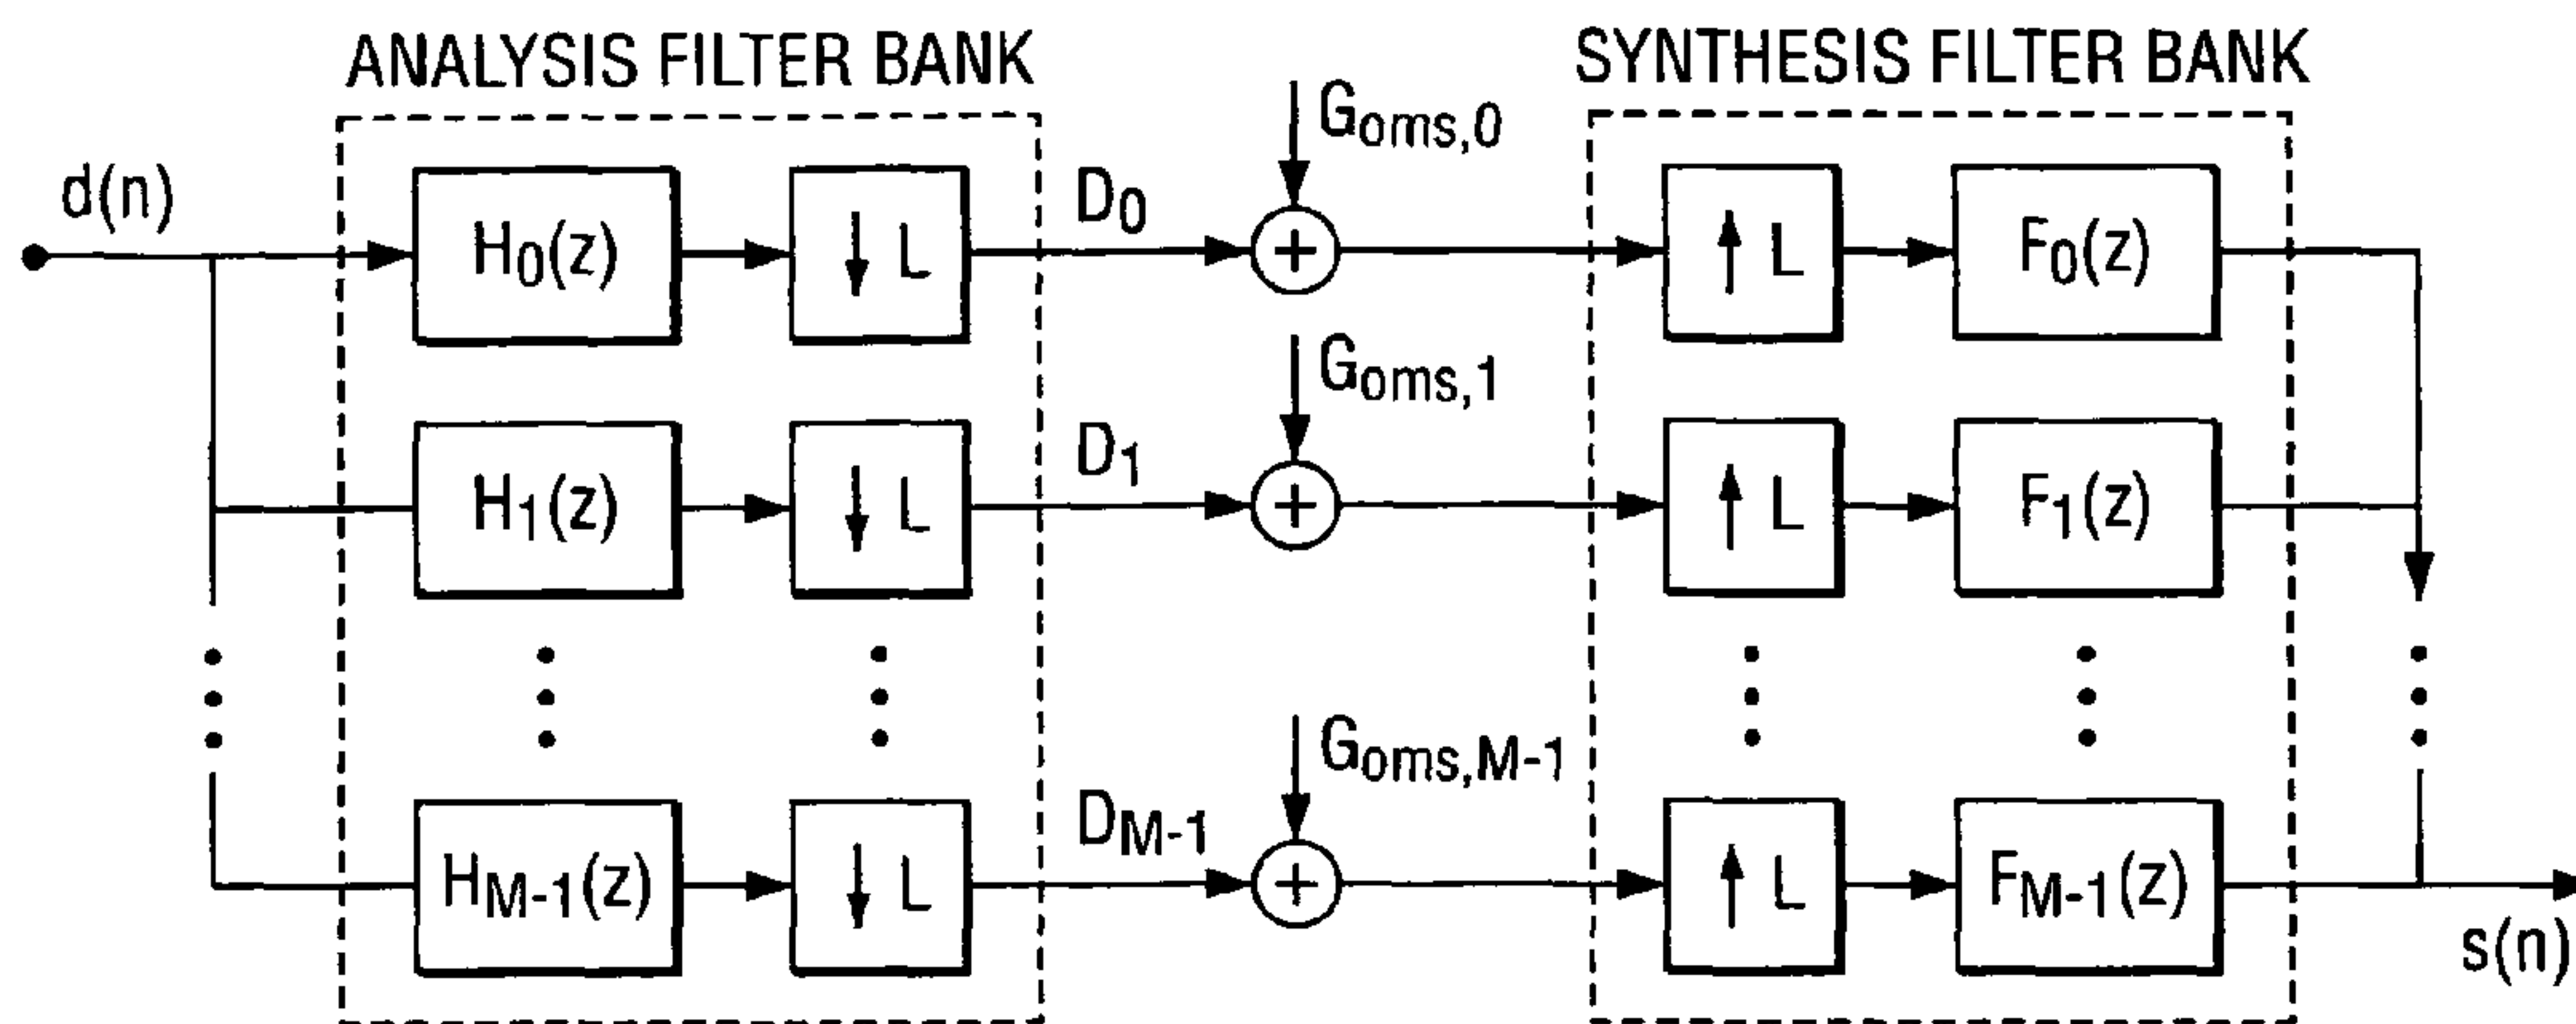 ANALYSIS FILTER BANK
SYNTHESIS FILTER BANK
d(n)
H0(z)
↓ L
D0
Goms,0
+
↑ L
F0(z)
H1(z)
↓ L
D1
Goms,1
+
↑ L
F1(z)
HM-1(z)
↓ L
DM-1
Goms,M-1
+
↑ L
FM-1(z)
s(n)